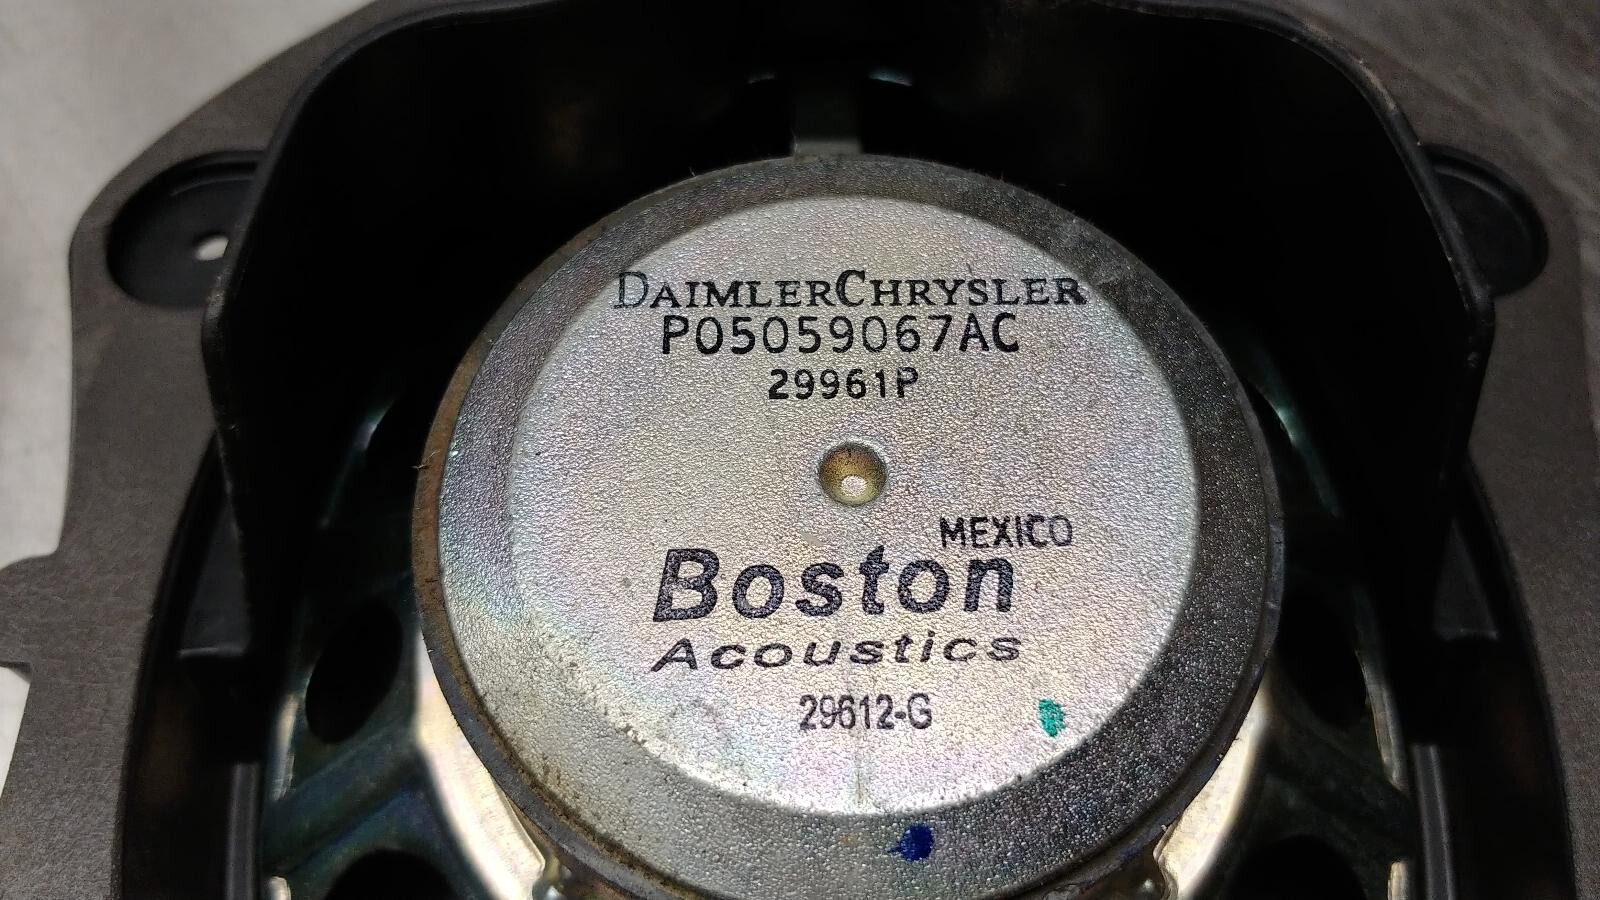 DAIMLERCHRYSLER
P05059067AC
29961P
MEXICO
Boston
Acoustics
29612-G